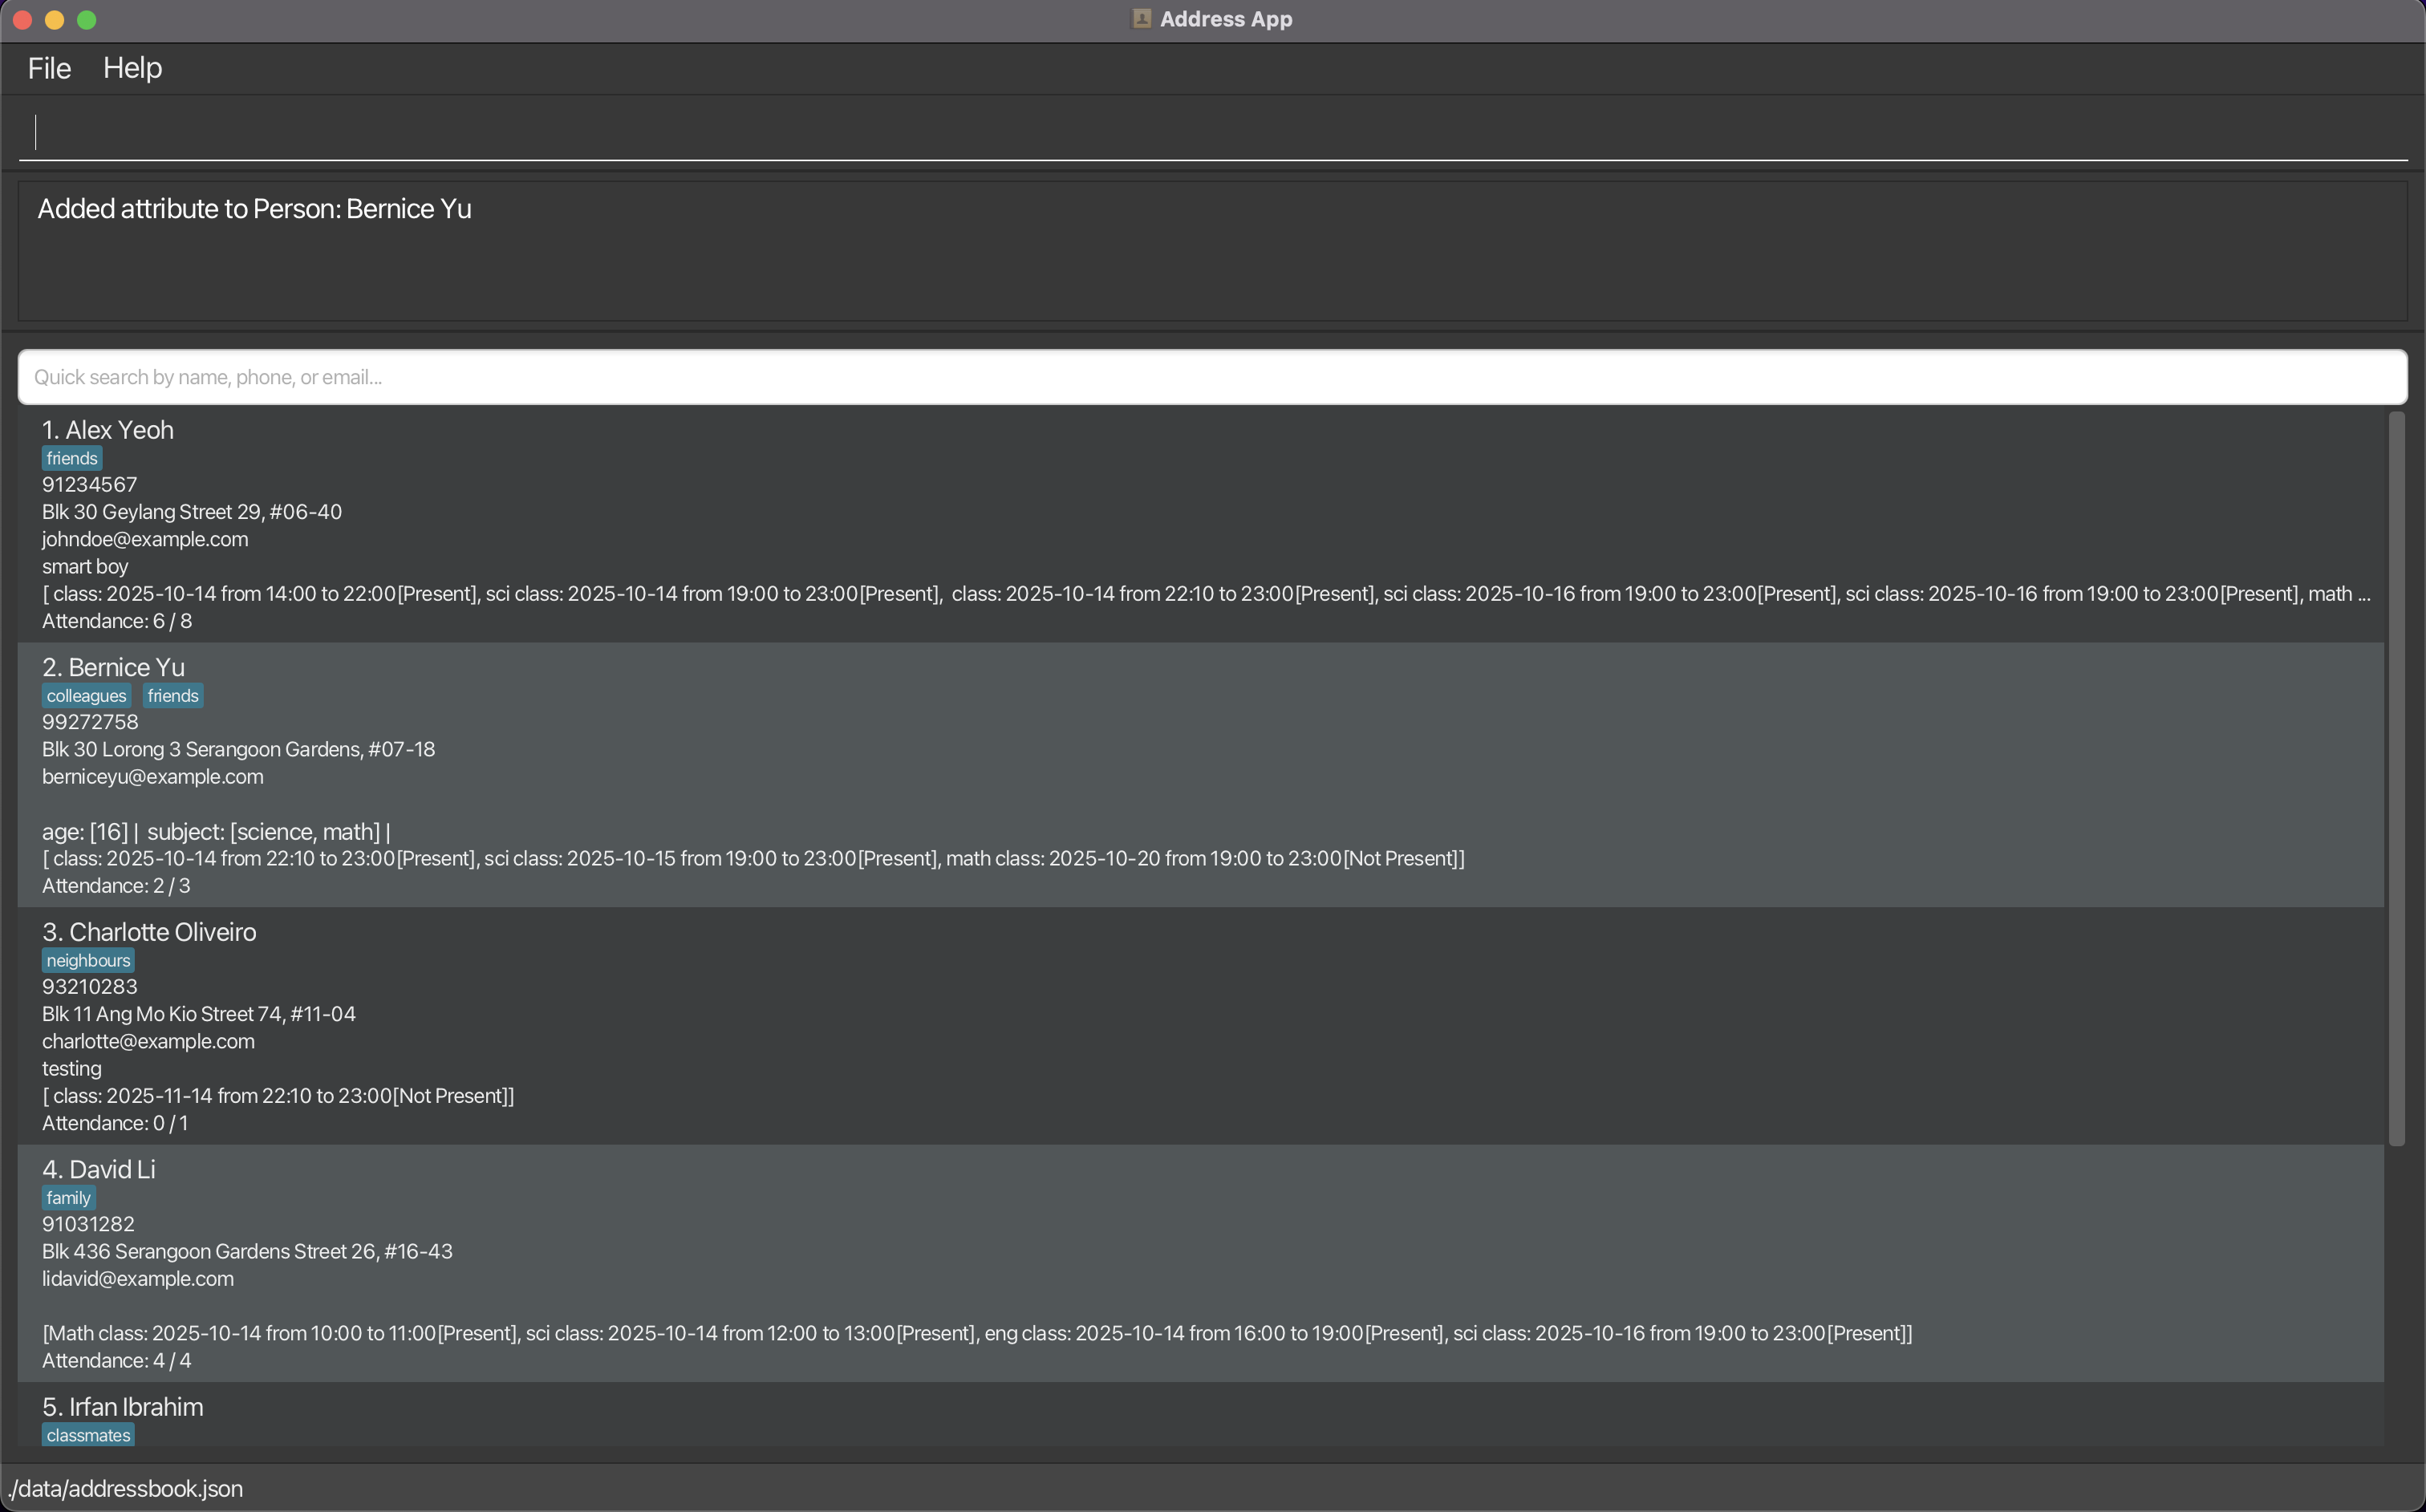 Address App
File Help
Added attribute to Person: Bernice Yu
Quick search by name, phone, or email...
1. Alex Yeoh
friends
91234567
Blk 30 Geylang Street 29, #06-40
johndoe@example.com
smart boy
[ class: 2025-10-14 from 14:00 to 22:00[Present], sci class: 2025-10-14 from 19:00 to 23:00[Present],  class: 2025-10-14 from 22:10 to 23:00[Present], sci class: 2025-10-16 from 19:00 to 23:00[Present], sci class: 2025-10-16 from 19:00 to 23:00[Present], math ...
Attendance: 6 / 8
2. Bernice Yu
colleagues friends
99272758
Blk 30 Lorong 3 Serangoon Gardens, #07-18
berniceyu@example.com
age: [16] |  subject: [science, math] |
[ class: 2025-10-14 from 22:10 to 23:00[Present], sci class: 2025-10-15 from 19:00 to 23:00[Present], math class: 2025-10-20 from 19:00 to 23:00[Not Present]]
Attendance: 2 / 3
3. Charlotte Oliveiro
neighbours
93210283
Blk 11 Ang Mo Kio Street 74, #11-04
charlotte@example.com
testing
[ class: 2025-11-14 from 22:10 to 23:00[Not Present]]
Attendance: 0 / 1
4. David Li
family
91031282
Blk 436 Serangoon Gardens Street 26, #16-43
lidavid@example.com
[Math class: 2025-10-14 from 10:00 to 11:00[Present], sci class: 2025-10-14 from 12:00 to 13:00[Present], eng class: 2025-10-14 from 16:00 to 19:00[Present], sci class: 2025-10-16 from 19:00 to 23:00[Present]]
Attendance: 4 / 4
5. Irfan Ibrahim
classmates
./data/addressbook.json